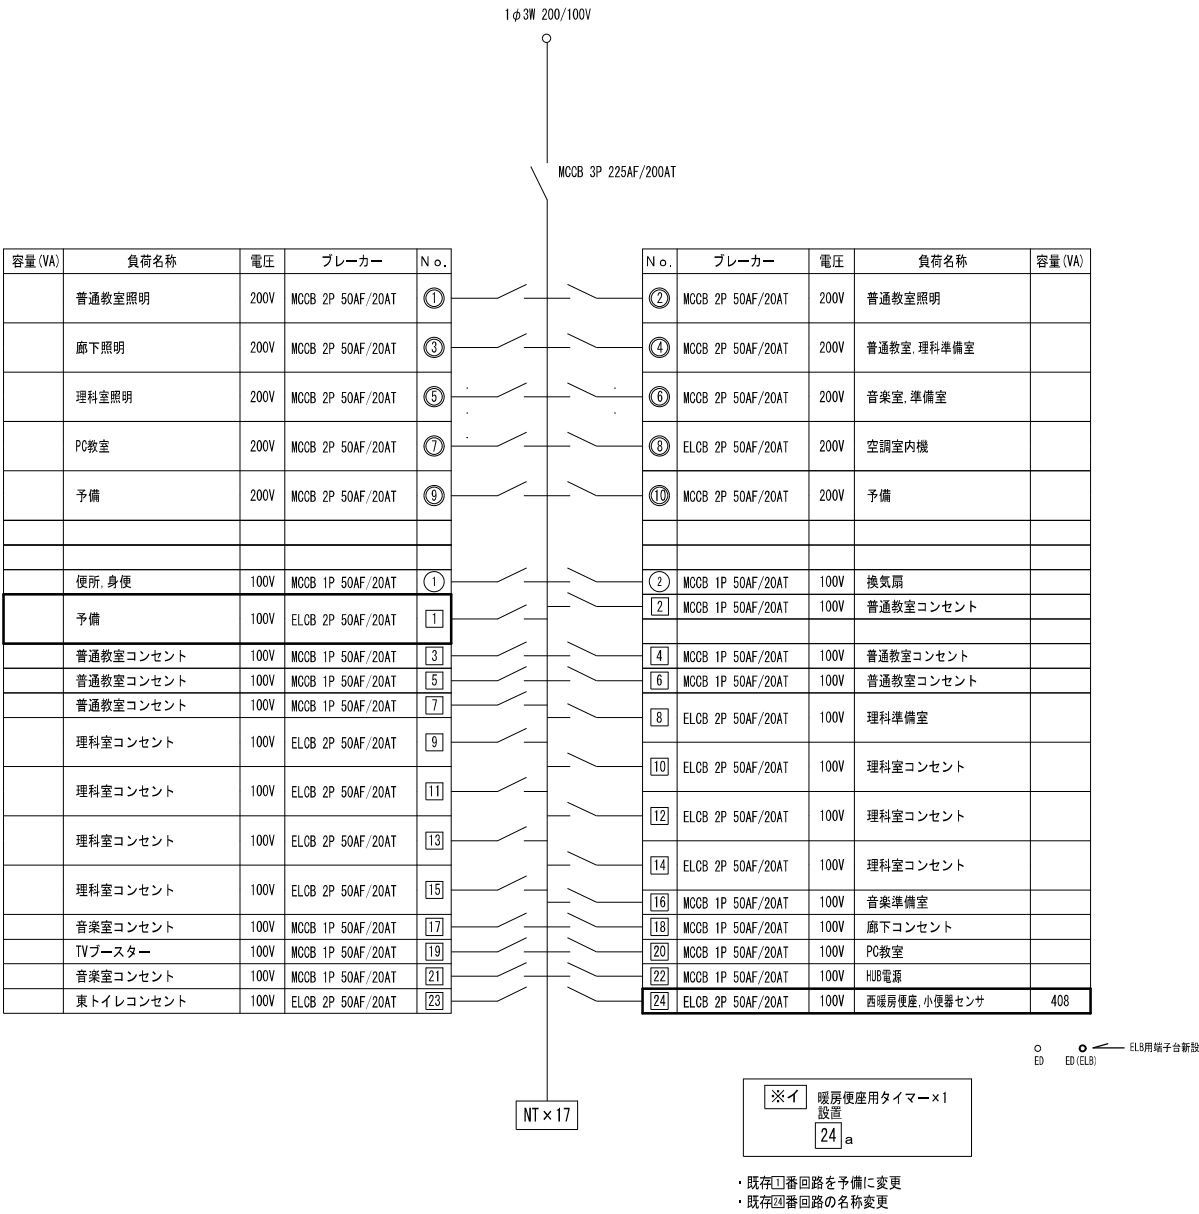 1φ3W 200/100V
MCCB 3P 225AF/200AT
容量(VA) 負荷名称 電圧 ブレーカー No.
普通教室照明 200V MCCB 2P 50AF/20AT ①
廊下照明 200V MCCB 2P 50AF/20AT ③
理科室照明 200V MCCB 2P 50AF/20AT ⑤
PC教室 200V MCCB 2P 50AF/20AT ⑦
予備 200V MCCB 2P 50AF/20AT ⑨
便所,身便 100V MCCB 1P 50AF/20AT ①
予備 100V ELCB 2P 50AF/20AT 1
普通教室コンセント 100V MCCB 1P 50AF/20AT 3
普通教室コンセント 100V MCCB 1P 50AF/20AT 5
普通教室コンセント 100V MCCB 1P 50AF/20AT 7
理科室コンセント 100V ELCB 2P 50AF/20AT 9
理科室コンセント 100V ELCB 2P 50AF/20AT 11
理科室コンセント 100V ELCB 2P 50AF/20AT 13
理科室コンセント 100V ELCB 2P 50AF/20AT 15
音楽室コンセント 100V MCCB 1P 50AF/20AT 17
TVブースター 100V MCCB 1P 50AF/20AT 19
音楽室コンセント 100V MCCB 1P 50AF/20AT 21
東トイレコンセント 100V ELCB 2P 50AF/20AT 23
No. ブレーカー 電圧 負荷名称 容量(VA)
② MCCB 2P 50AF/20AT 200V 普通教室照明
④ MCCB 2P 50AF/20AT 200V 普通教室,理科準備室
⑥ MCCB 2P 50AF/20AT 200V 音楽室,準備室
⑧ ELCB 2P 50AF/20AT 200V 空調室内機
⑩ MCCB 2P 50AF/20AT 200V 予備
② MCCB 1P 50AF/20AT 100V 換気扇
2 MCCB 1P 50AF/20AT 100V 普通教室コンセント
4 MCCB 1P 50AF/20AT 100V 普通教室コンセント
6 MCCB 1P 50AF/20AT 100V 普通教室コンセント
8 ELCB 2P 50AF/20AT 100V 理科準備室
10 ELCB 2P 50AF/20AT 100V 理科室コンセント
12 ELCB 2P 50AF/20AT 100V 理科室コンセント
14 ELCB 2P 50AF/20AT 100V 理科室コンセント
16 MCCB 1P 50AF/20AT 100V 音楽準備室
18 MCCB 1P 50AF/20AT 100V 廊下コンセント
20 MCCB 1P 50AF/20AT 100V PC教室
22 MCCB 1P 50AF/20AT 100V HUB電源
24 ELCB 2P 50AF/20AT 100V 西暖房便座,小便器センサ 408
ELB用端子台新設
ED ED(ELB)
NT×17
※イ 暖房便座用タイマー×1
設置
24 a
・既存1番回路を予備に変更
・既存24番回路の名称変更